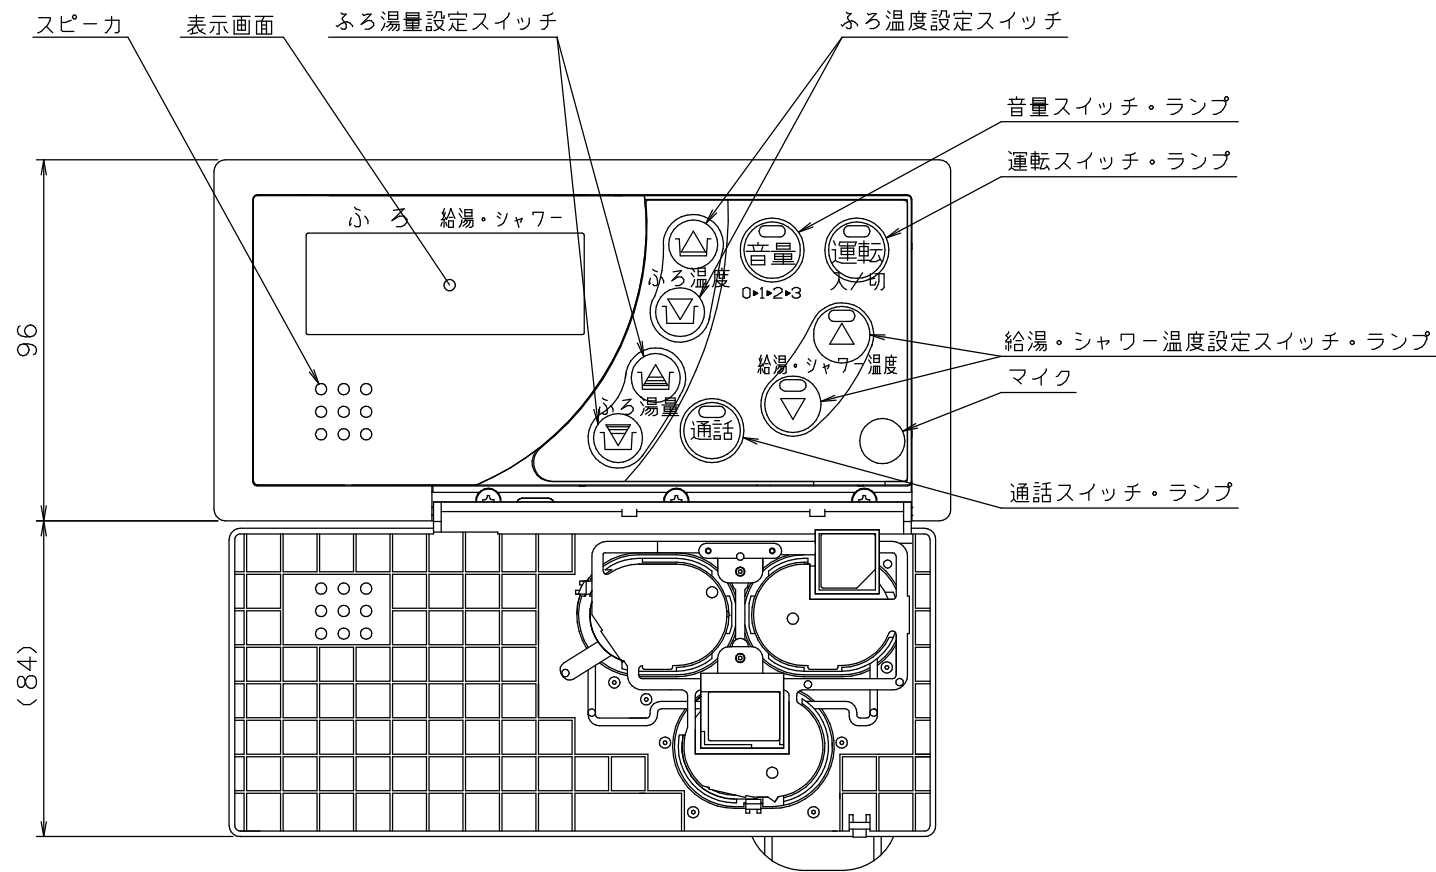 スピーカ
表示画面
ふろ湯量設定スイッチ
ふろ温度設定スイッチ
音量スイッチ・ランプ
運転スイッチ・ランプ
ふろ 給湯・シャワー
音量
運転
ふろ温度
入／切
0▸1▸2▸3
96
給湯・シャワー温度設定スイッチ・ランプ
給湯・シャワー温度
マイク
ふろ湯量
通話
通話スイッチ・ランプ
(84)